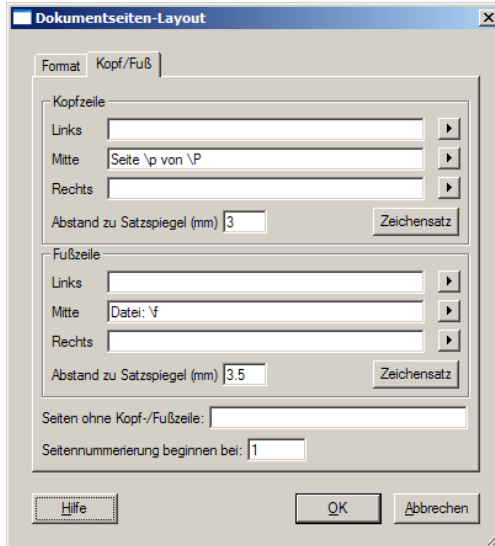 Dokumentseiten-Layout
Format Kopf/Fuß
Kopfzeile
Links
Mitte Seite \p von \P
Rechts
Abstand zu Satzspiegel (mm) 3 Zeichensatz
Fußzeile
Links
Mitte Datei: \f
Rechts
Abstand zu Satzspiegel (mm) 3.5 Zeichensatz
Seiten ohne Kopf-/Fußzeile:
Seitennummerierung beginnen bei: 1
Hilfe OK Abbrechen